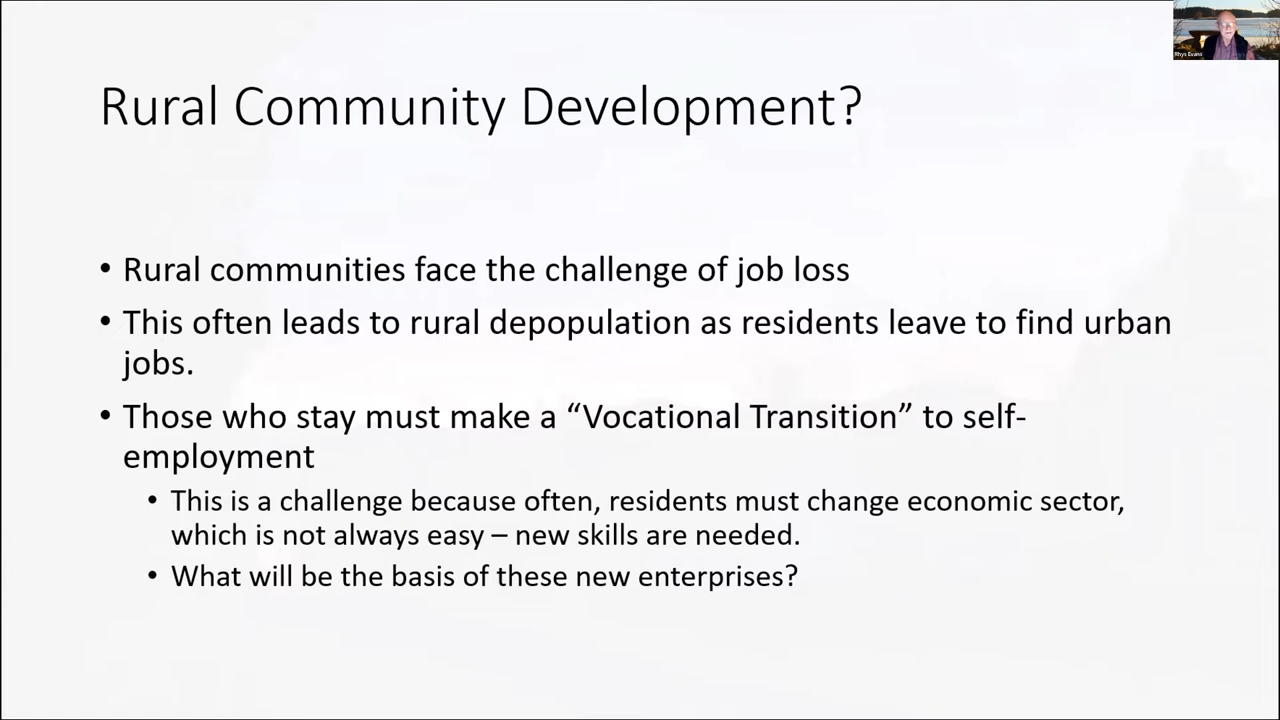 Rhys Evans
Rural Community Development?
• Rural communities face the challenge of job loss
• This often leads to rural depopulation as residents leave to find urban
jobs.
• Those who stay must make a “Vocational Transition” to self-
employment
• This is a challenge because often, residents must change economic sector,
which is not always easy – new skills are needed.
• What will be the basis of these new enterprises?